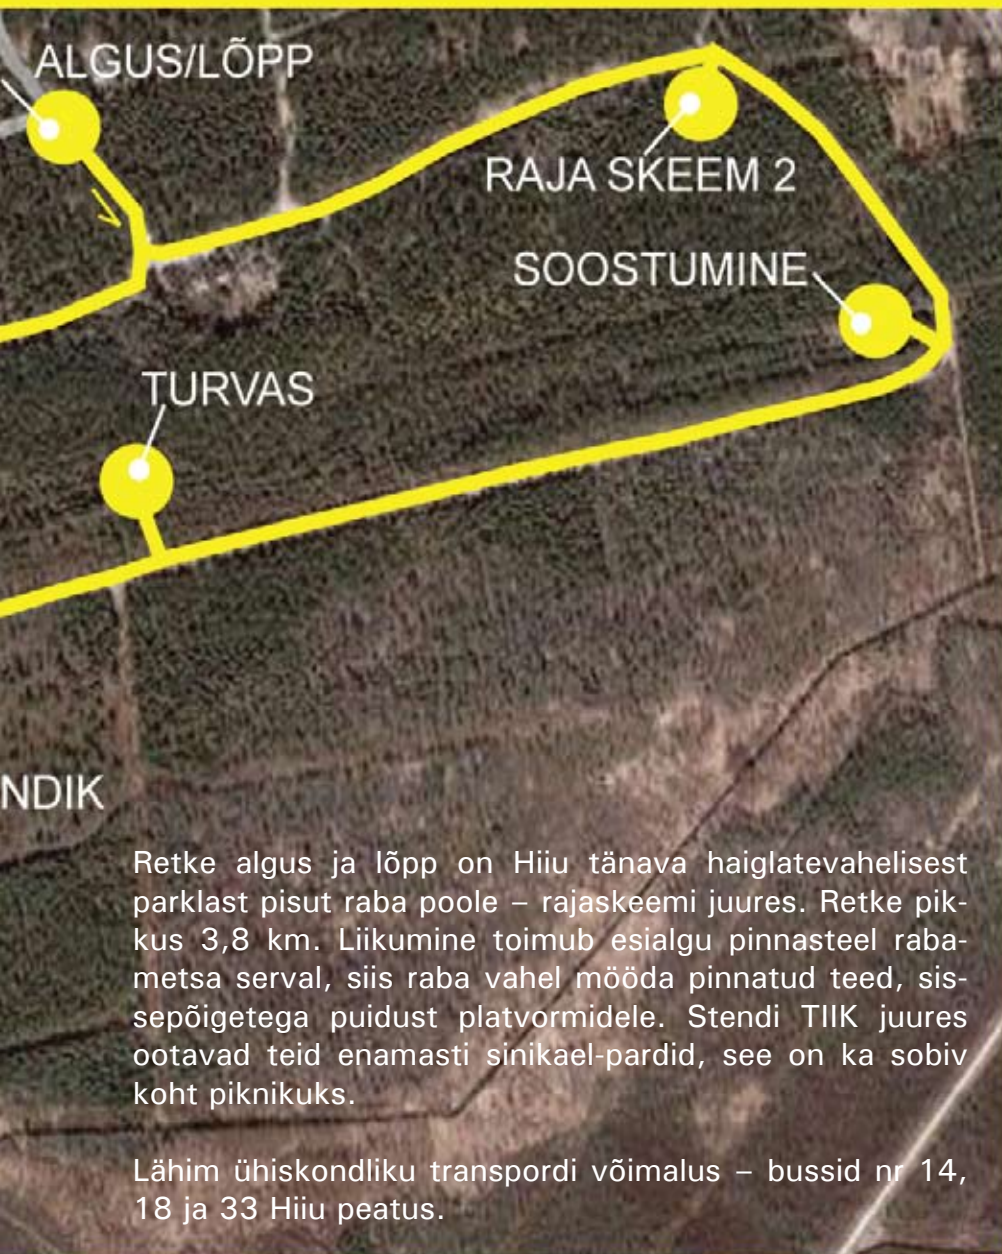 ALGUS/LÕPP
RAJA SKEEM 2
SOOSTUMINE
TURVAS
NDIK
Retke algus ja lõpp on Hiiu tänava haiglatevahelisest
parklast pisut raba poole – rajaskeemi juures. Retke pik-
kus 3,8 km. Liikumine toimub esialgu pinnasteel raba-
metsa serval, siis raba vahel mööda pinnatud teed, sis-
sepõigetega puidust platvormidele. Stendi TIIK juures
ootavad teid enamasti sinikael-pardid, see on ka sobiv
koht piknikuks.
Lähim ühiskondliku transpordi võimalus – bussid nr 14,
18 ja 33 Hiiu peatus.